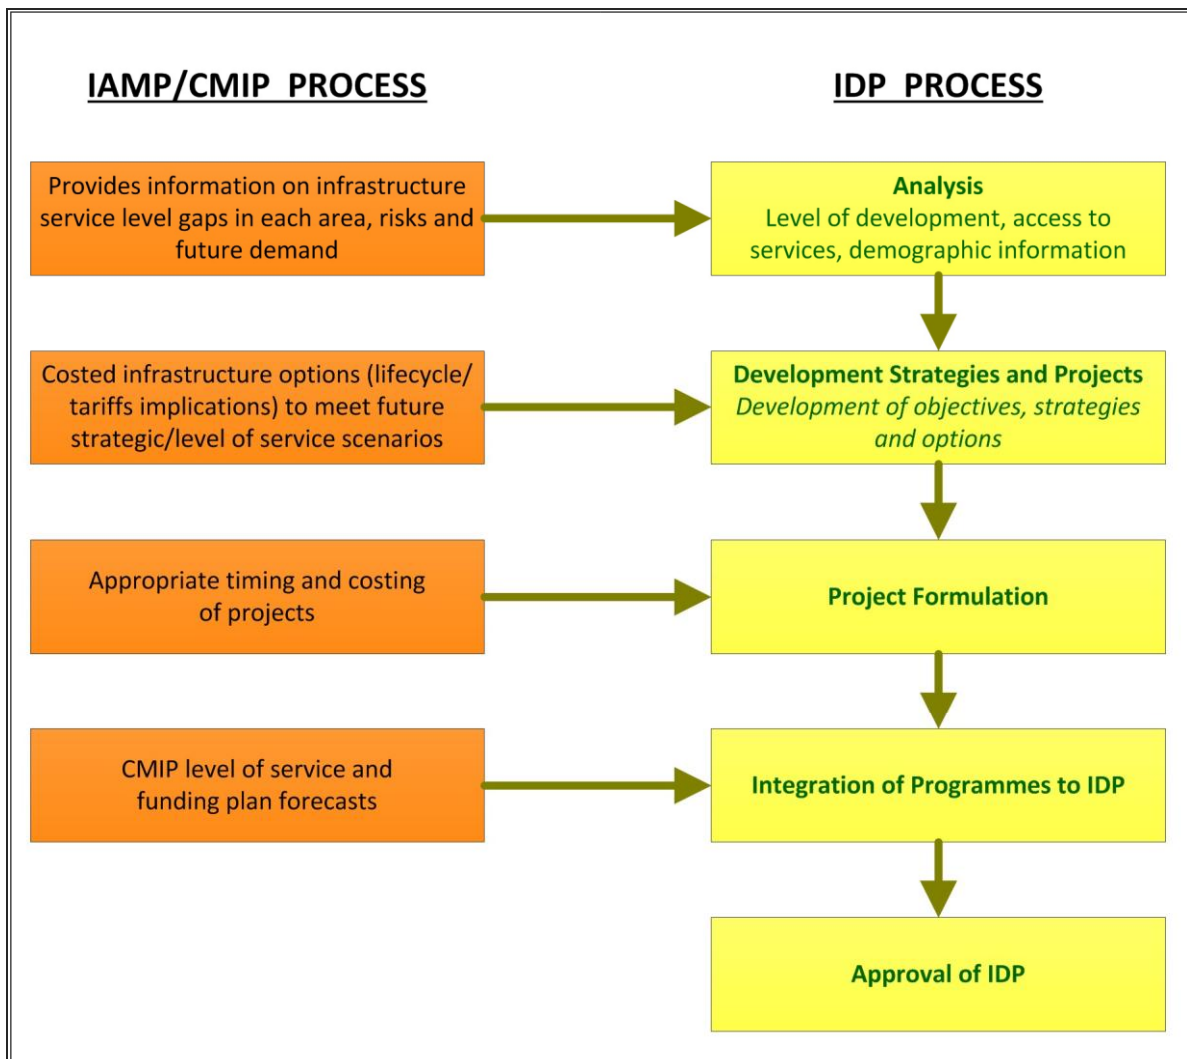 IAMP/CMIP PROCESS
IDP PROCESS
Provides information on infrastructure
service level gaps in each area, risks and
future demand
Analysis
Level of development, access to
services, demographic information
Costed infrastructure options (lifecycle/
tariffs implications) to meet future
strategic/level of service scenarios
Development Strategies and Projects
Development of objectives, strategies
and options
Appropriate timing and costing
of projects
Project Formulation
CMIP level of service and
funding plan forecasts
Integration of Programmes to IDP
Approval of IDP